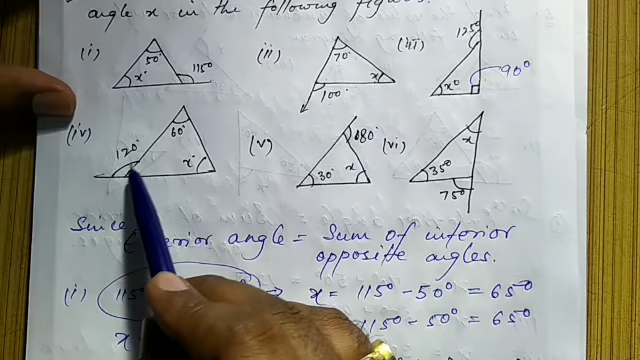 angle x in the following figures.
(i) 50° x° 115° (ii) 70° x 100° (iii) 125° x° 90°
(iv) 120° 60° x° (v) 80° 30° x (vi) x 35° 75°
Since exterior angle = Sum of interior
opposite angles.
(i) 115° → x = 115° - 50° = 65°
x 115° - 50° = 65°